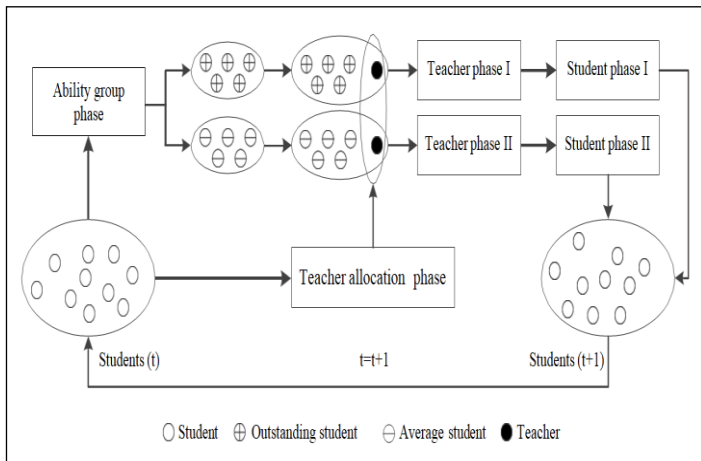 Ability group
phase
Teacher phase I
Student phase I
Teacher phase II
Student phase II
Teacher allocation phase
Students (t)
t=t+1
Students (t+1)
Student
Outstanding student
Average student
Teacher